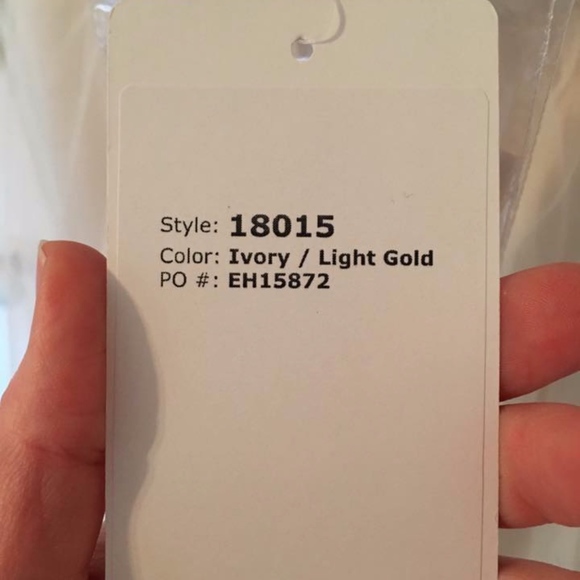 Style: 18015
Color: Ivory / Light Gold
PO #: EH15872